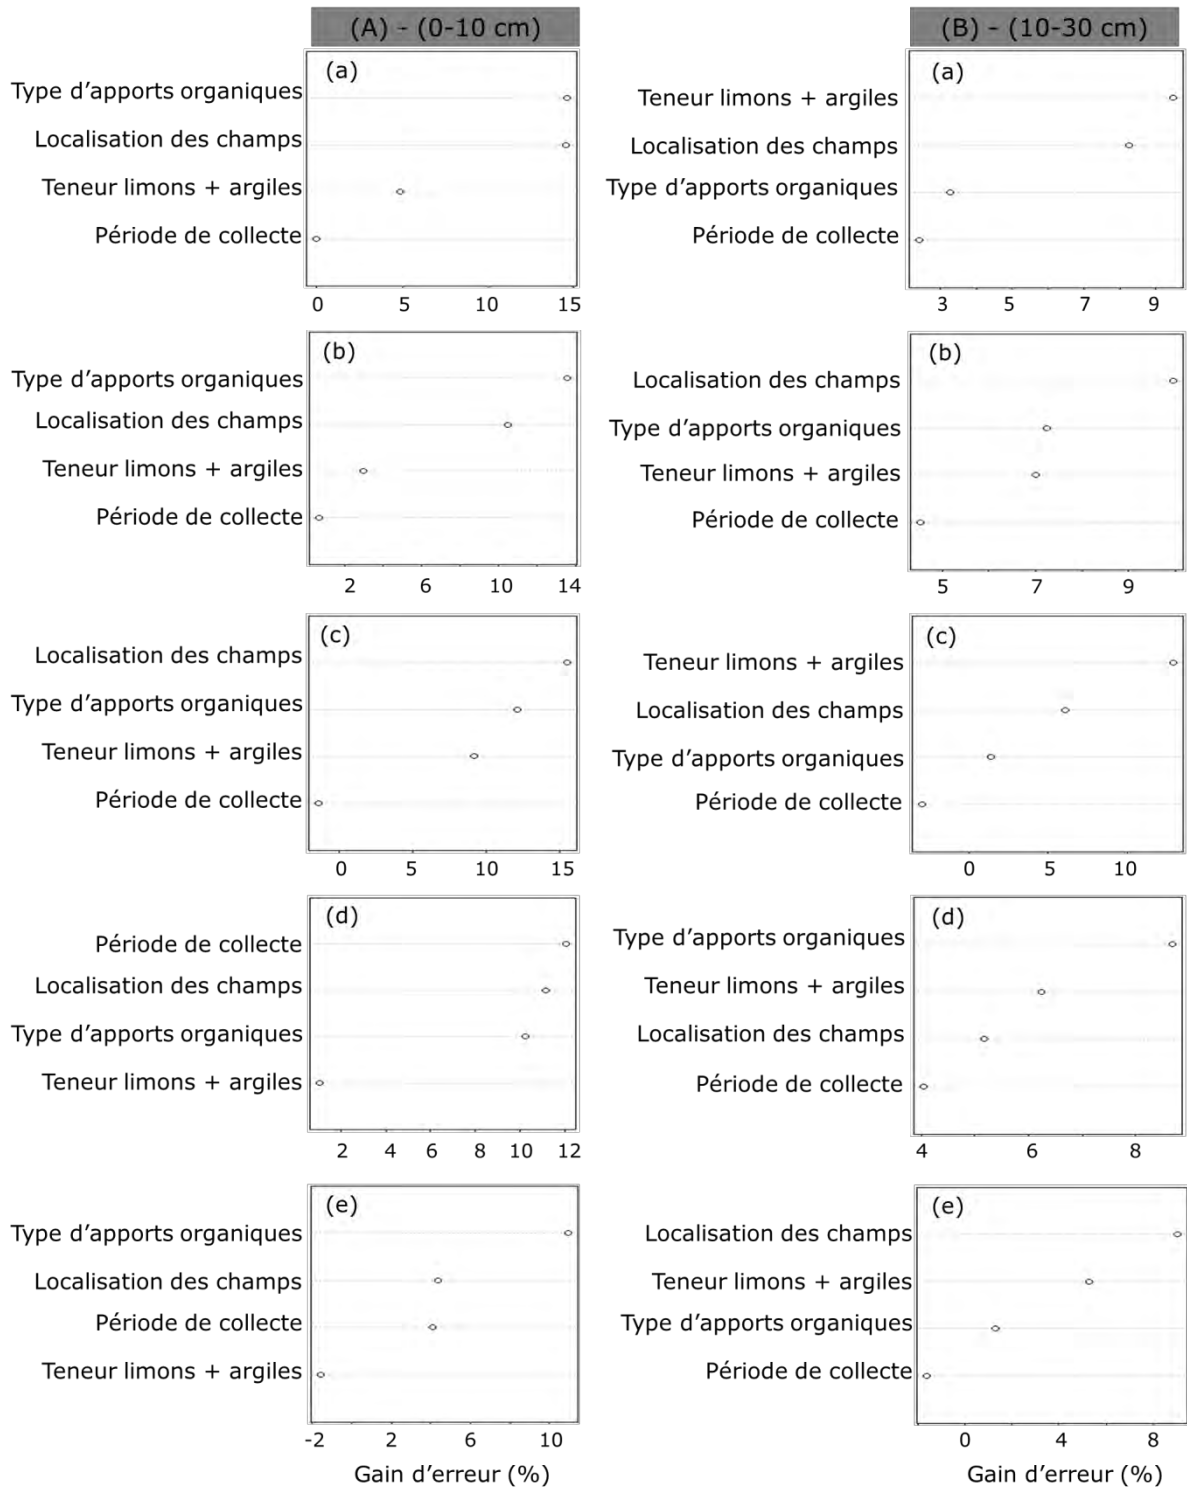 (A) - (0-10 cm)
(a)
Type d'apports organiques
Localisation des champs
Teneur limons + argiles
Période de collecte
0 5 10 15
(b)
Type d'apports organiques
Localisation des champs
Teneur limons + argiles
Période de collecte
2 6 10 14
(c)
Localisation des champs
Type d'apports organiques
Teneur limons + argiles
Période de collecte
0 5 10 15
(d)
Période de collecte
Localisation des champs
Type d'apports organiques
Teneur limons + argiles
2 4 6 8 10 12
(e)
Type d'apports organiques
Localisation des champs
Période de collecte
Teneur limons + argiles
-2 2 6 10
Gain d'erreur (%)
(B) - (10-30 cm)
(a)
Teneur limons + argiles
Localisation des champs
Type d'apports organiques
Période de collecte
3 5 7 9
(b)
Localisation des champs
Type d'apports organiques
Teneur limons + argiles
Période de collecte
5 7 9
(c)
Teneur limons + argiles
Localisation des champs
Type d'apports organiques
Période de collecte
0 5 10
(d)
Type d'apports organiques
Teneur limons + argiles
Localisation des champs
Période de collecte
4 6 8
(e)
Localisation des champs
Teneur limons + argiles
Type d'apports organiques
Période de collecte
0 4 8
Gain d'erreur (%)